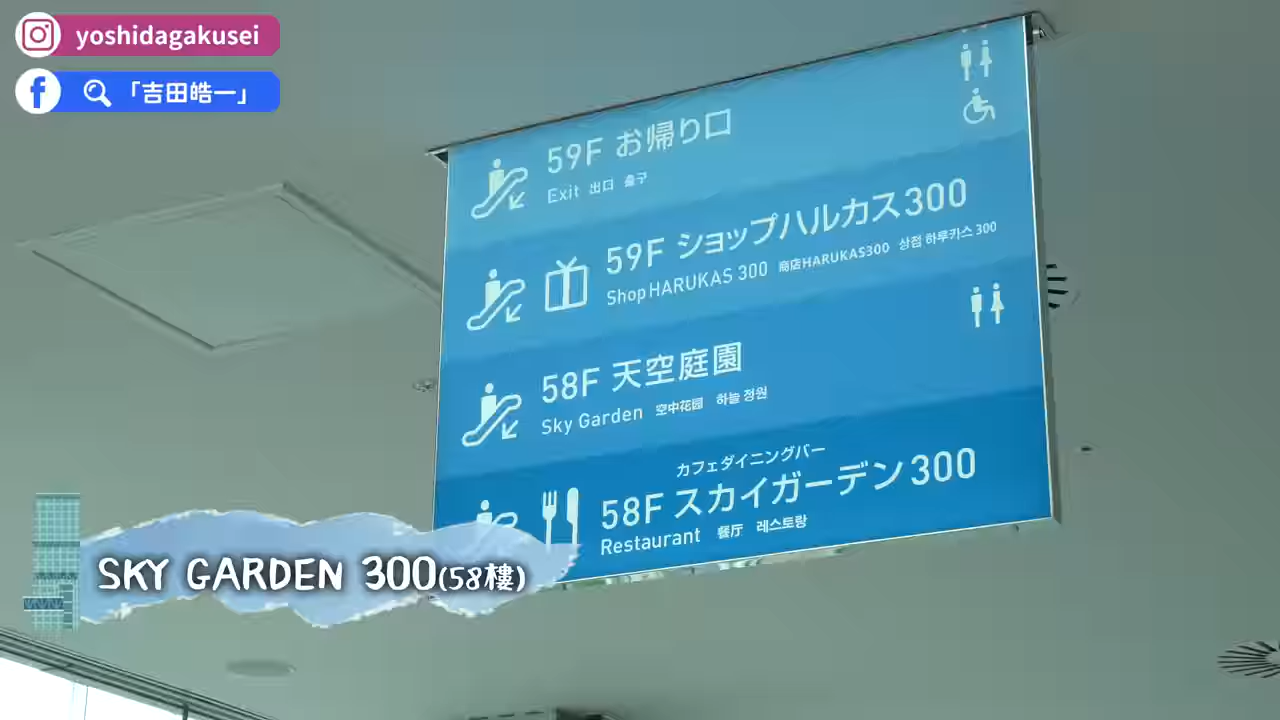 yoshidagakusei
「吉田皓一」
59F お帰り口
Exit 出口 출구
59F ショップハルカス300
Shop HARUKAS 300 商店HARUKAS300 상점 하루카스 300
58F 天空庭園
Sky Garden 空中花园 하늘 정원
カフェダイニングバー
58F スカイガーデン300
Restaurant 餐厅 레스토랑
SKY GARDEN 300(58樓)